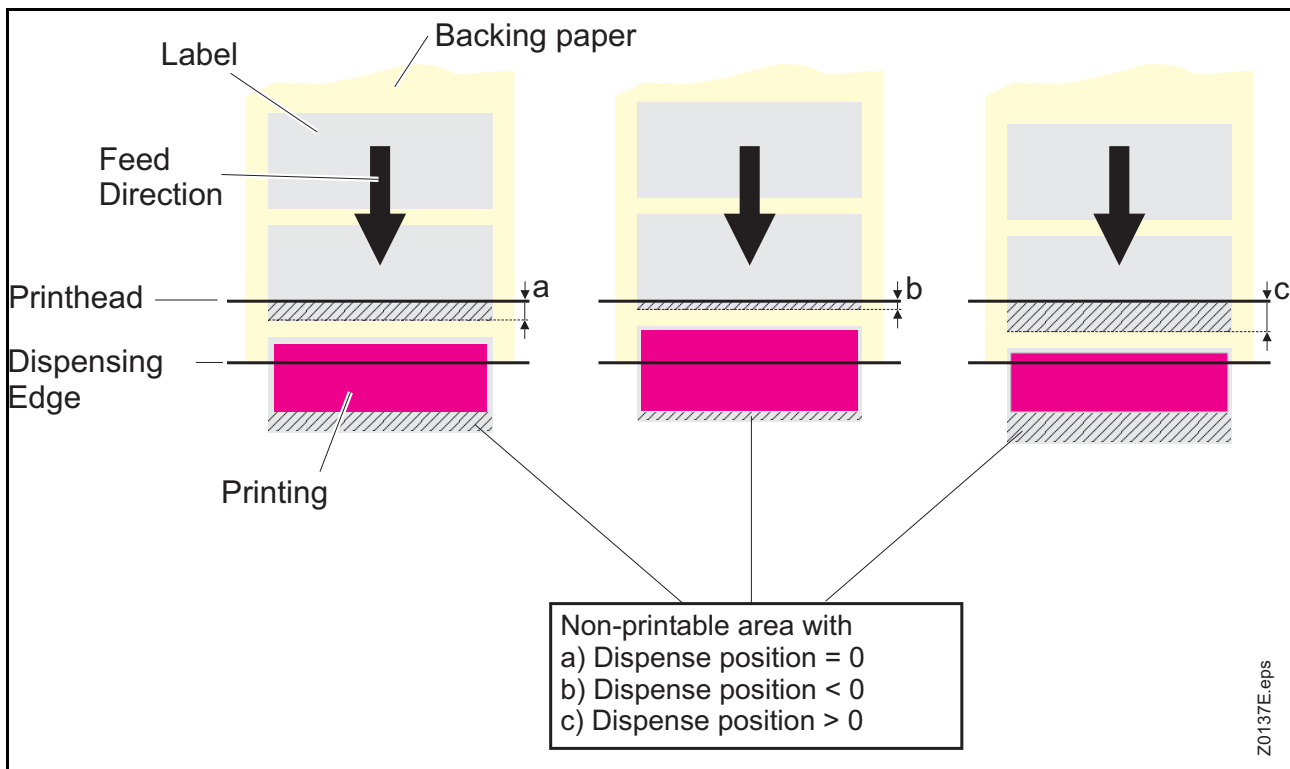 Backing paper
Label
Feed
Direction
Printhead
a
b
c
Dispensing
Edge
Printing
Non-printable area with
a) Dispense position = 0
b) Dispense position < 0
c) Dispense position > 0
Z0137E.eps